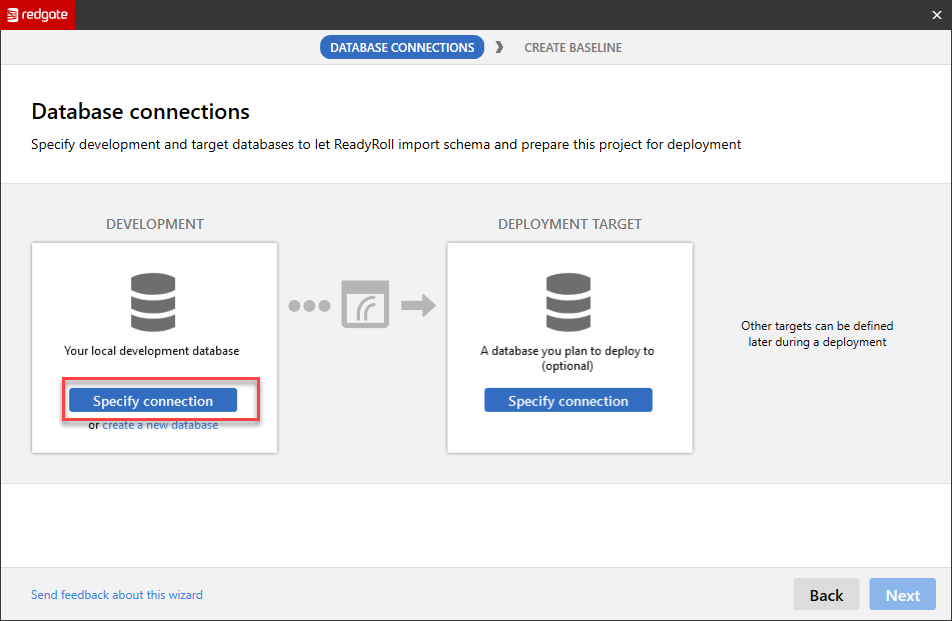 redgate
DATABASE CONNECTIONS
CREATE BASELINE
Database connections
Specify development and target databases to let ReadyRoll import schema and prepare this project for deployment
DEVELOPMENT
Your local development database
Specify connection
or create a new database
DEPLOYMENT TARGET
A database you plan to deploy to
(optional)
Specify connection
Other targets can be defined
later during a deployment
Send feedback about this wizard
Back
Next